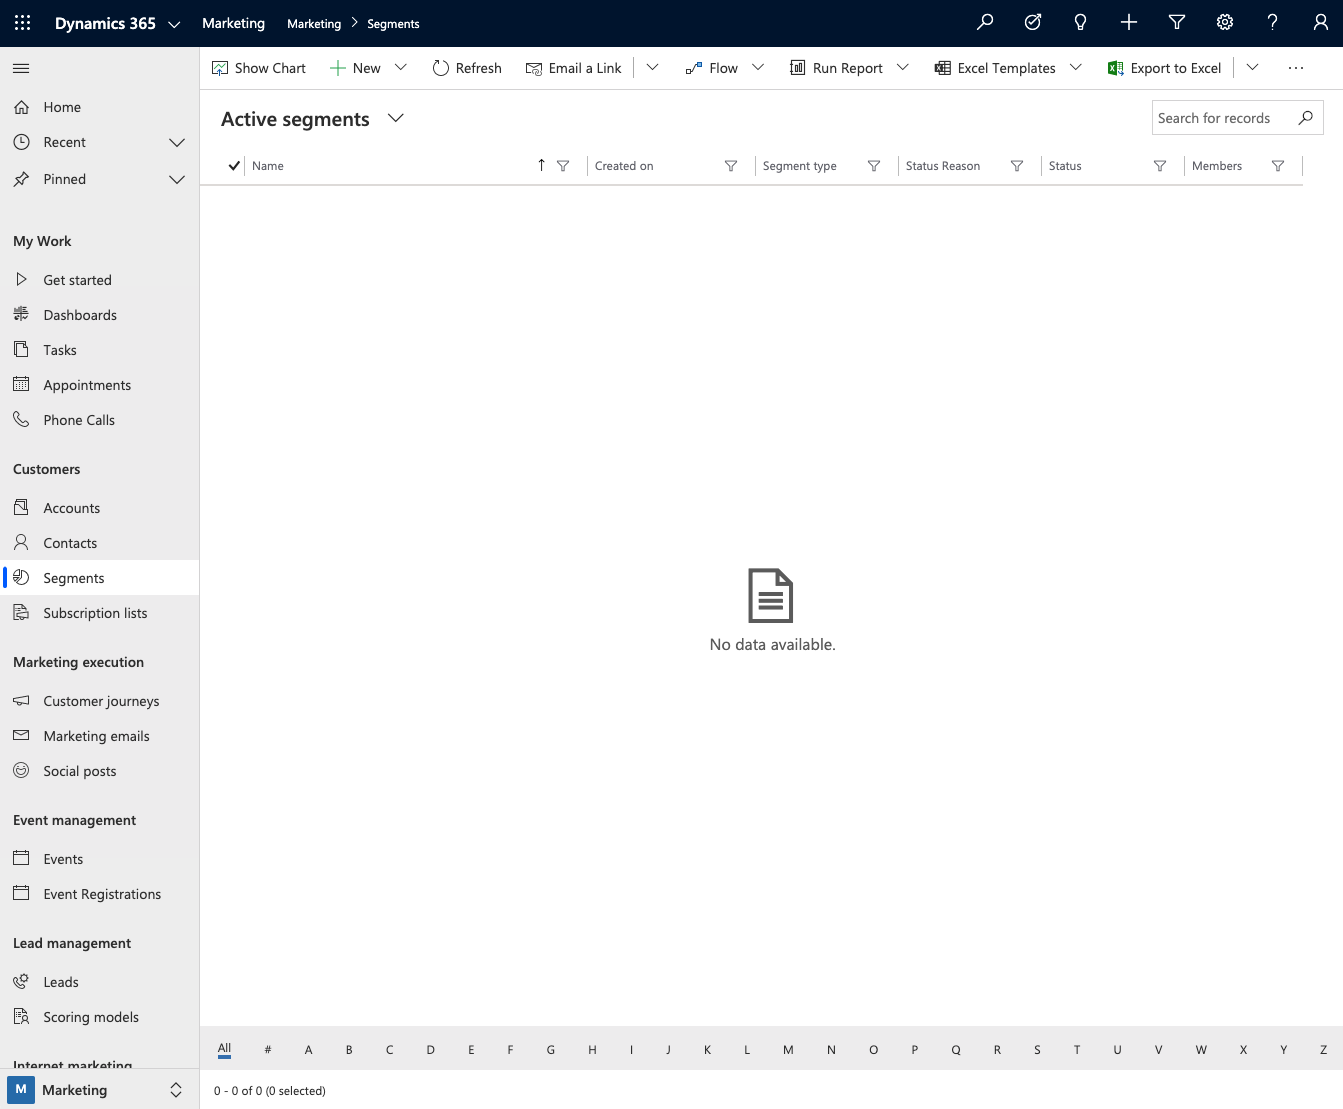 Dynamics 365 Marketing Marketing > Segments
Show Chart New Refresh Email a Link Flow Run Report Excel Templates Export to Excel ...
Home
Recent
Pinned
My Work
Get started
Dashboards
Tasks
Appointments
Phone Calls
Customers
Accounts
Contacts
Segments
Subscription lists
Marketing execution
Customer journeys
Marketing emails
Social posts
Event management
Events
Event Registrations
Lead management
Leads
Scoring models
Internet marketing
M Marketing
Active segments
Search for records
Name Created on Segment type Status Reason Status Members
No data available.
All # A B C D E F G H I J K L M N O P Q R S T U V W X Y Z
0 - 0 of 0 (0 selected)